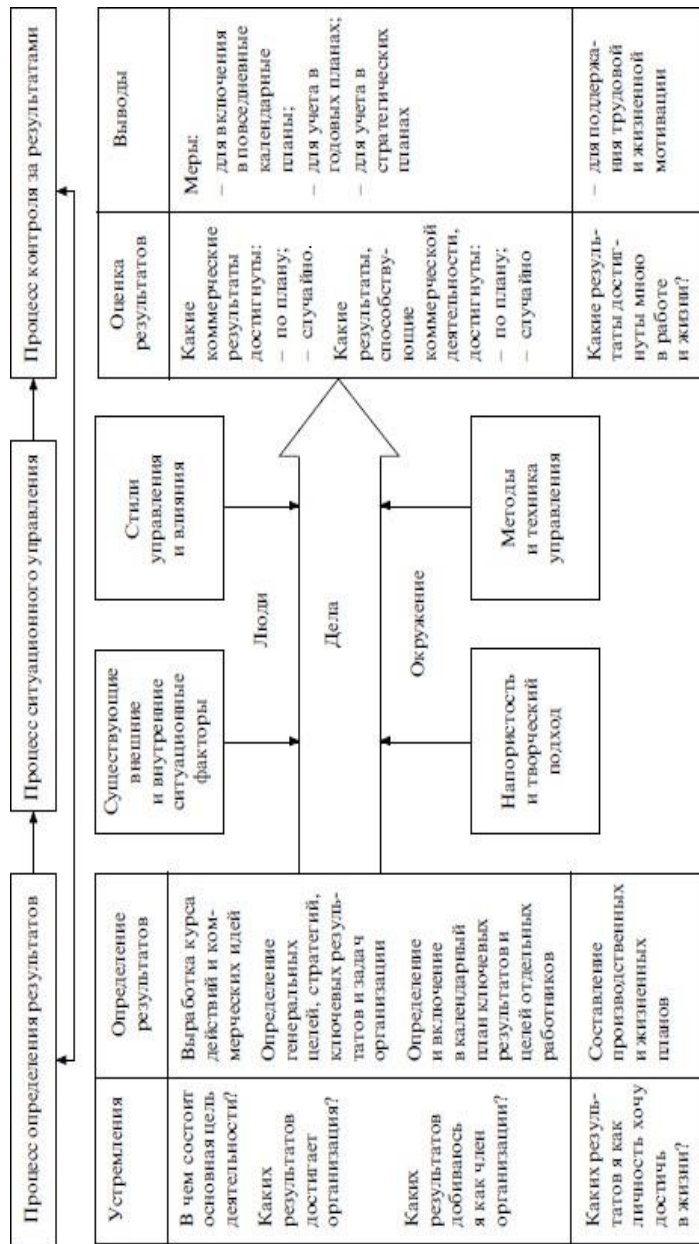 Процесс определения результатов
Процесс ситуационного управления
Процесс контроля за результатами
Устремления
В чем состоит
основная цель
деятельности?
Каких
результатов
достигает
организация?
Каких
результатов
добиваюсь
я как член
организации?
Каких резуль-
татов я как
личность хочу
достичь
в жизни?
Определение
результатов
Выработка курса
действий и ком-
мерческих идей
Определение
генеральных
целей, стратегий,
ключевых резуль-
татов и задач
организации
Определение
и включение
в календарный
план ключевых
результатов и
целей отдельных
работников
Составление
производственных
и жизненных
планов
Существующие
внешние
и внутренние
ситуационные
факторы
Стили
управления
и влияния
Люди
Дела
Окружение
Напористость
и творческий
подход
Методы
и техника
управления
Оценка
результатов
Какие
коммерческие
результаты
достигнуты:
– по плану;
– случайно.
Какие
результаты,
способству-
ющие
коммерческой
деятельности,
достигнуты:
– по плану;
– случайно
Какие резуль-
таты достиг-
нуты мною
в работе
и жизни?
Выводы
Меры:
– для включения
в повседневные
календарные
планы;
– для учета в
годовых планах;
– для учета в
стратегических
планах
– для поддержа-
ния трудовой
и жизненной
мотивации